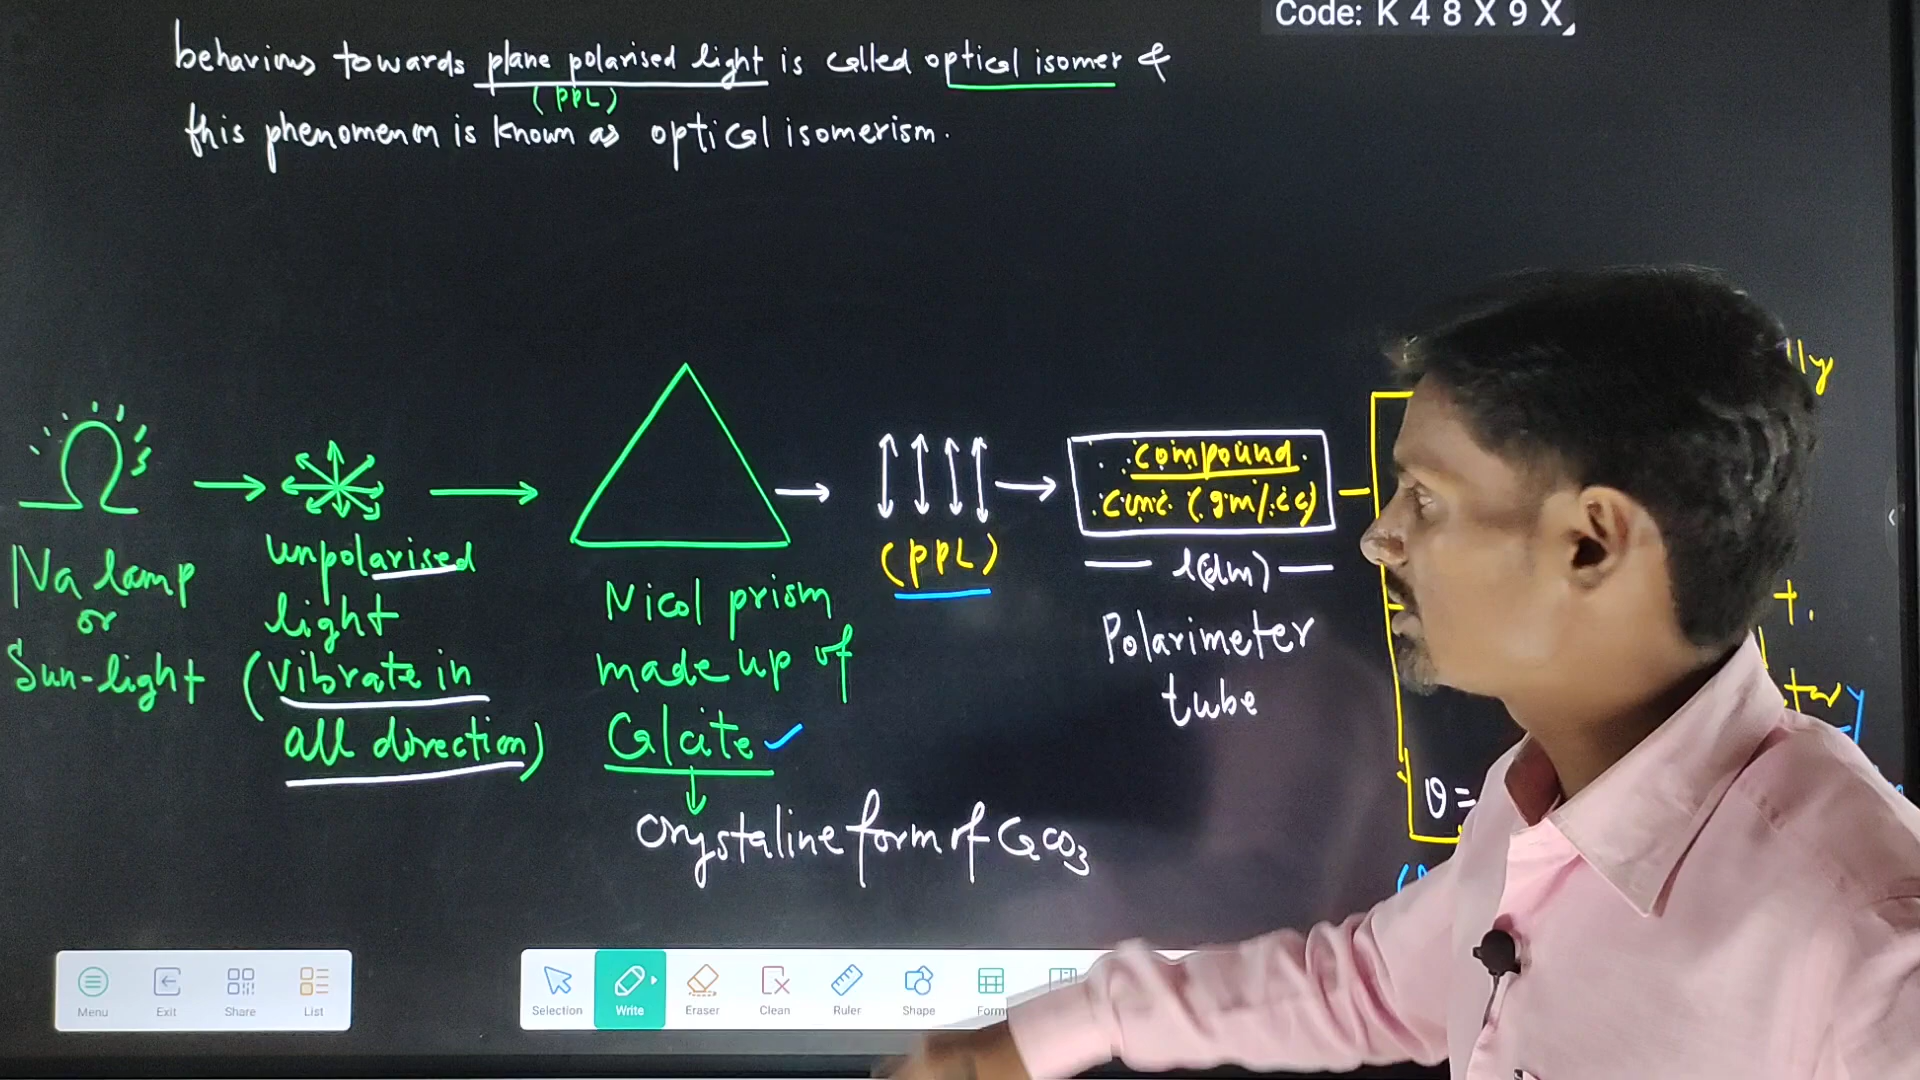 Code: K 4 8 X 9 X
behaviours towards plane polarised light is called optical isomer &
(PPL)
this phenomenon is known as optical isomerism.
lly
compound
conc. (gm/cc)
Na lamp
or
Sun-light
unpolarised
light
(vibrate in
all direction)
Nicol prism
made up of
Calcite
crystaline form of CaCO3
(PPL)
l(dm)
Polarimeter
tube
t.
θ=
Menu
Exit
Share
List
Selection
Write
Eraser
Clean
Ruler
Shape
Form